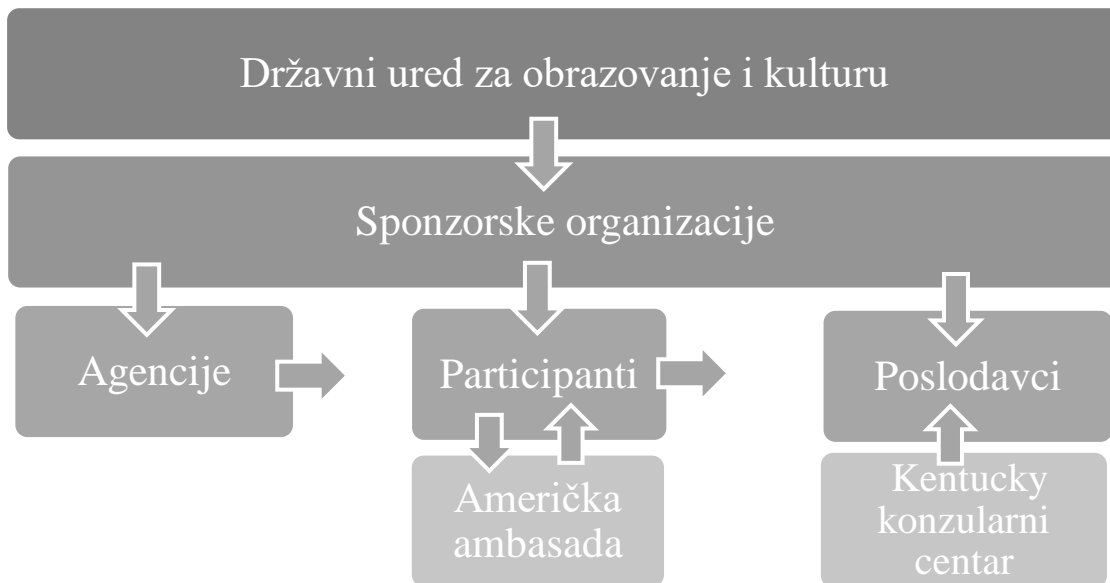 Državni ured za obrazovanje i kulturu
Sponzorske organizacije
Agencije
Participanti
Poslodavci
Američka
ambasada
Kentucky
konzularni
centar